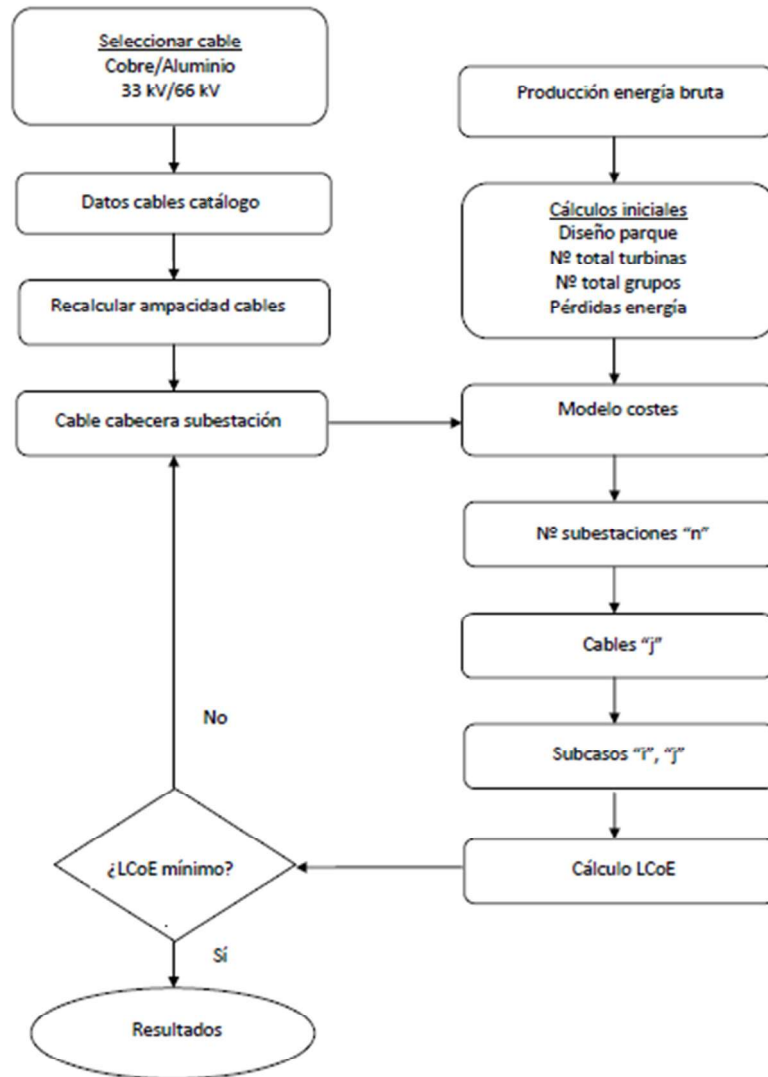 Seleccionar cable
Cobre/Aluminio
33 kV/66 kV
Datos cables catálogo
Recalcular ampacidad cables
Cable cabecera subestación
Producción energía bruta
Cálculos iniciales
Diseño parque
Nº total turbinas
Nº total grupos
Pérdidas energía
Modelo costes
Nº subestaciones “n”
Cables “j”
Subcasos “i”, “j”
Cálculo LCoE
¿LCoE mínimo?
No
Sí
Resultados